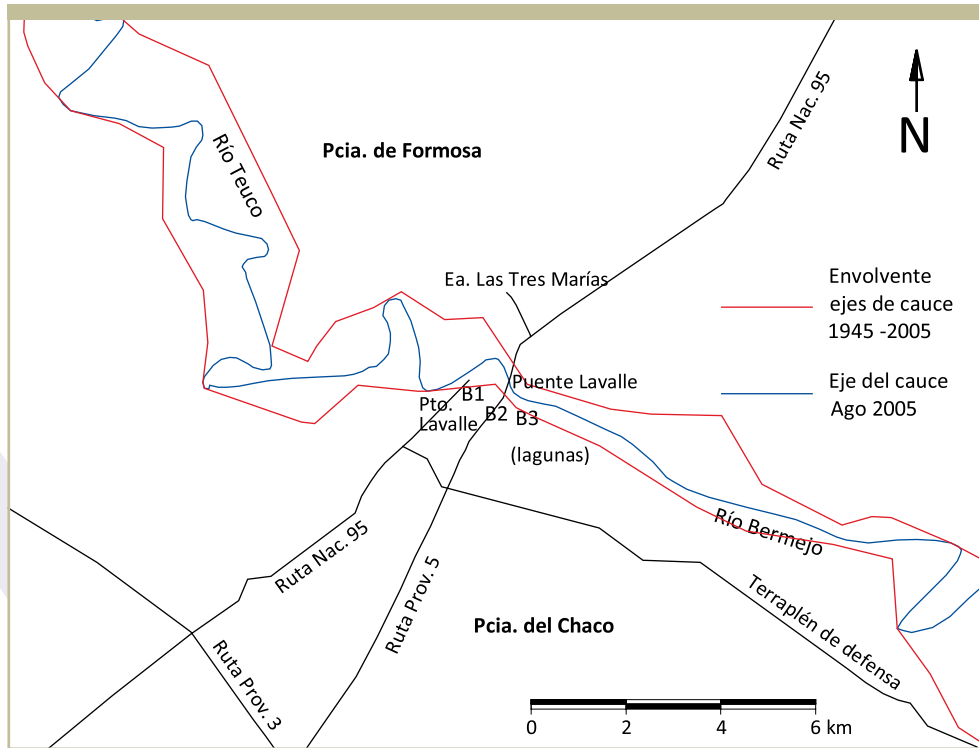 Río Teuco
Pcia. de Formosa
Ruta Nac. 95
N
Ea. Las Tres Marías
Envolvente
ejes de cauce
1945 -2005
Eje del cauce
Ago 2005
Puente Lavalle
B1
Pto.
Lavalle
B2
B3
(lagunas)
Río Bermejo
Ruta Nac. 95
Ruta Prov. 5
Terraplén de defensa
Pcia. del Chaco
Ruta Prov. 3
0 2 4 6 km